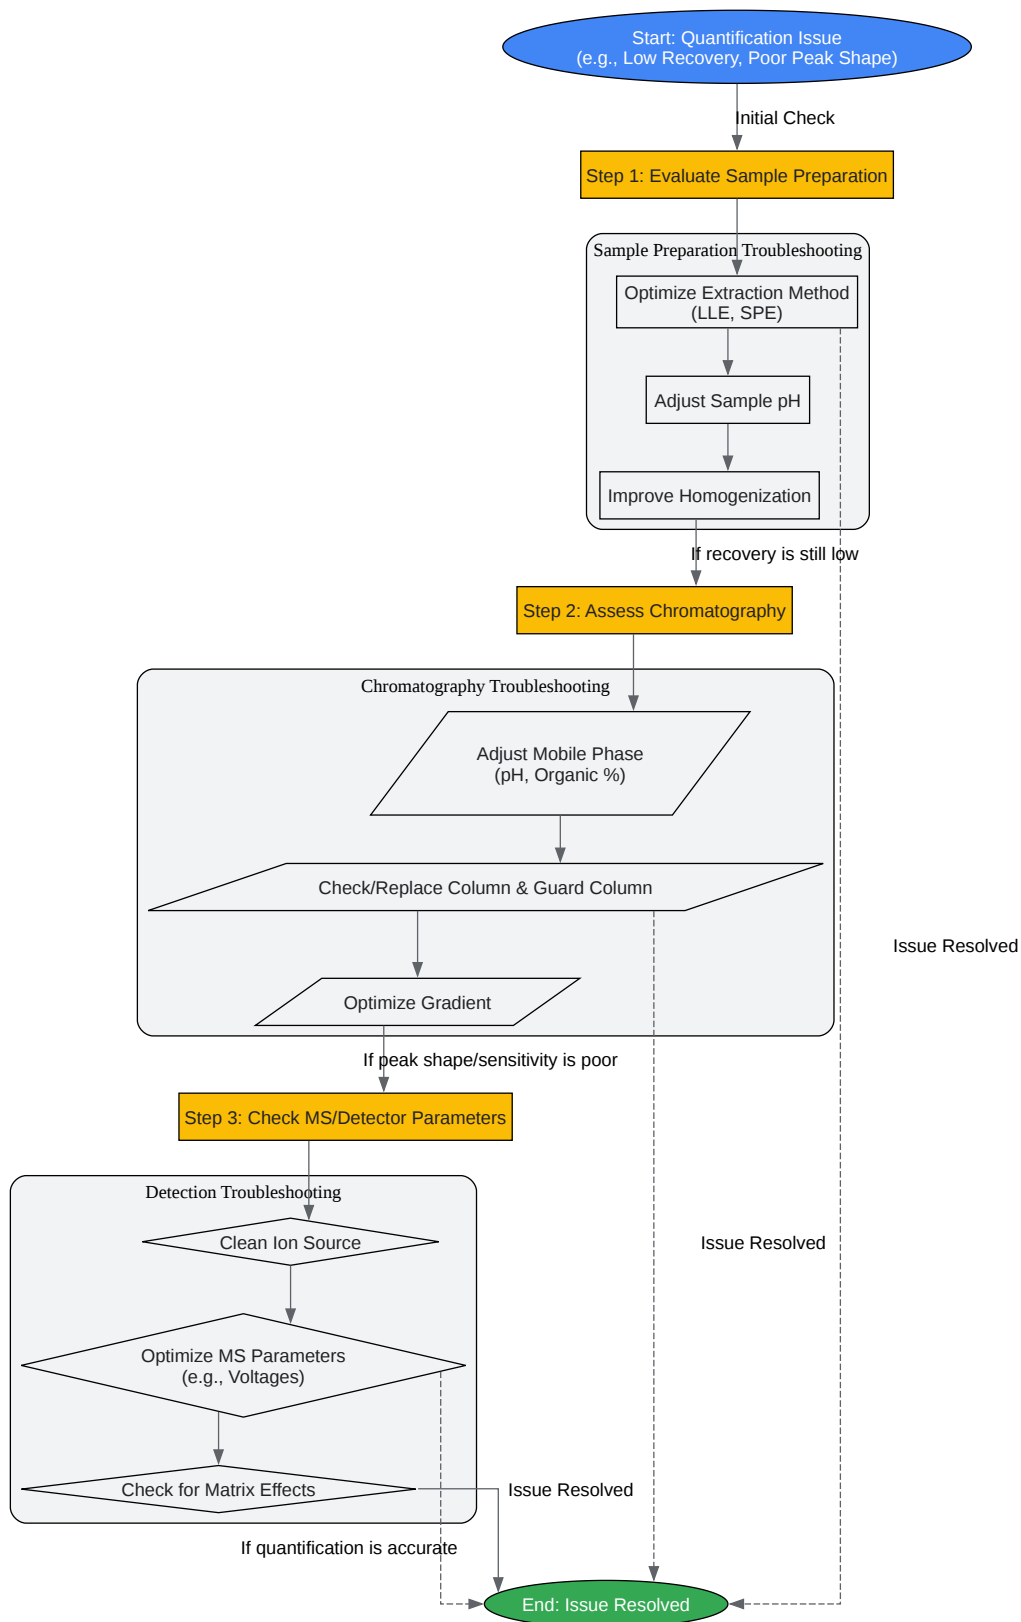 Start: Quantification Issue
(e.g., Low Recovery, Poor Peak Shape)
Initial Check
Step 1: Evaluate Sample Preparation
Sample Preparation Troubleshooting
Optimize Extraction Method
(LLE, SPE)
Adjust Sample pH
Improve Homogenization
If recovery is still low
Step 2: Assess Chromatography
Chromatography Troubleshooting
Adjust Mobile Phase
(pH, Organic %)
Check/Replace Column & Guard Column
Issue Resolved
Optimize Gradient
If peak shape/sensitivity is poor
Step 3: Check MS/Detector Parameters
Detection Troubleshooting
Clean Ion Source
Issue Resolved
Optimize MS Parameters
(e.g., Voltages)
Check for Matrix Effects
Issue Resolved
If quantification is accurate
End: Issue Resolved